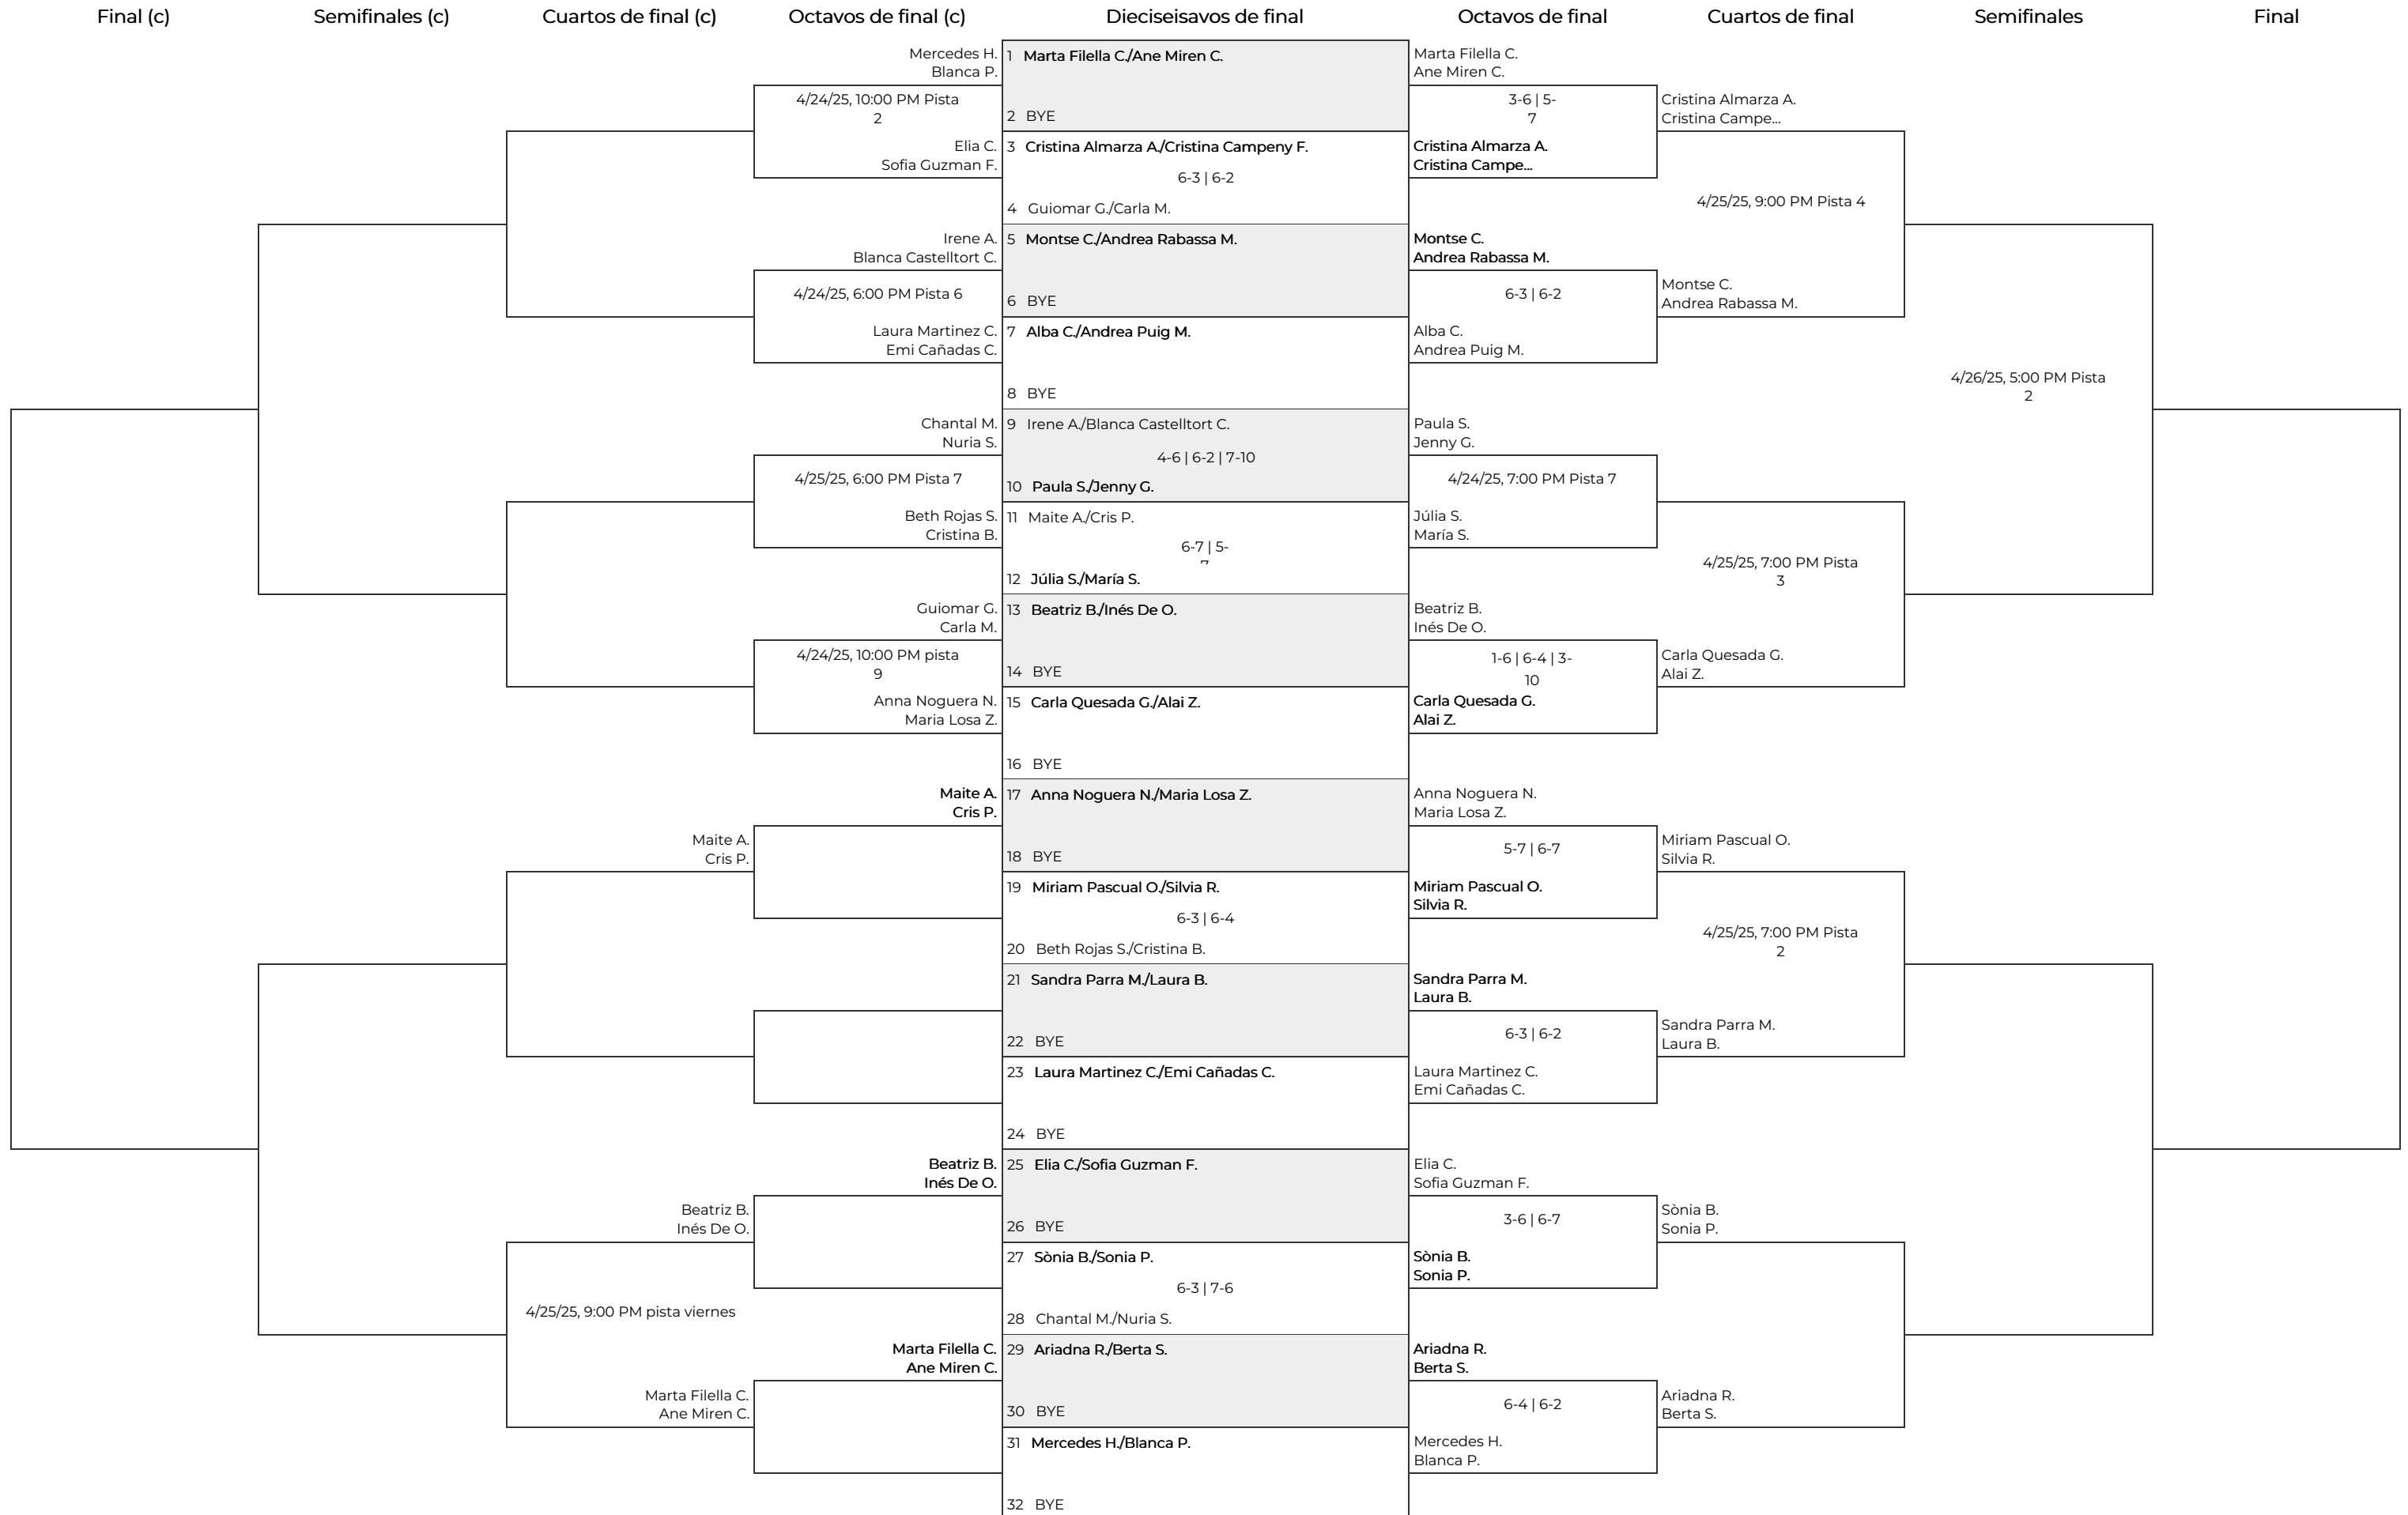 Final (c)
Semifinales (c)
Cuartos de final (c)
Octavos de final (c)
Dieciseisavos de final
Octavos de final
Cuartos de final
Semifinales
Final
Mercedes H.
Blanca P.
4/24/25, 10:00 PM Pista
2
Elia C.
Sofia Guzman F.
Irene A.
Blanca Castelltort C.
4/24/25, 6:00 PM Pista 6
Laura Martinez C.
Emi Cañadas C.
Chantal M.
Nuria S.
4/25/25, 6:00 PM Pista 7
Beth Rojas S.
Cristina B.
Guiomar G.
Carla M.
4/24/25, 10:00 PM pista
9
Anna Noguera N.
Maria Losa Z.
Maite A.
Cris P.
Maite A.
Cris P.
Beatriz B.
Inés De O.
Beatriz B.
Inés De O.
4/25/25, 9:00 PM pista viernes
Marta Filella C.
Ane Miren C.
Marta Filella C.
Ane Miren C.
1 Marta Filella C./Ane Miren C.
2 BYE
3 Cristina Almarza A./Cristina Campeny F.
6-3 | 6-2
4 Guiomar G./Carla M.
5 Montse C./Andrea Rabassa M.
6 BYE
7 Alba C./Andrea Puig M.
8 BYE
9 Irene A./Blanca Castelltort C.
4-6 | 6-2 | 7-10
10 Paula S./Jenny G.
11 Maite A./Cris P.
6-7 | 5-
7
12 Júlia S./María S.
13 Beatriz B./Inés De O.
14 BYE
15 Carla Quesada G./Alai Z.
16 BYE
17 Anna Noguera N./Maria Losa Z.
18 BYE
19 Miriam Pascual O./Silvia R.
6-3 | 6-4
20 Beth Rojas S./Cristina B.
21 Sandra Parra M./Laura B.
22 BYE
23 Laura Martinez C./Emi Cañadas C.
24 BYE
25 Elia C./Sofia Guzman F.
26 BYE
27 Sònia B./Sonia P.
6-3 | 7-6
28 Chantal M./Nuria S.
29 Ariadna R./Berta S.
30 BYE
31 Mercedes H./Blanca P.
32 BYE
Marta Filella C.
Ane Miren C.
3-6 | 5-
7
Cristina Almarza A.
Cristina Campe...
Montse C.
Andrea Rabassa M.
6-3 | 6-2
Alba C.
Andrea Puig M.
Paula S.
Jenny G.
4/24/25, 7:00 PM Pista 7
Júlia S.
María S.
Beatriz B.
Inés De O.
1-6 | 6-4 | 3-
10
Carla Quesada G.
Alai Z.
Anna Noguera N.
Maria Losa Z.
5-7 | 6-7
Miriam Pascual O.
Silvia R.
Sandra Parra M.
Laura B.
6-3 | 6-2
Laura Martinez C.
Emi Cañadas C.
Elia C.
Sofia Guzman F.
3-6 | 6-7
Sònia B.
Sonia P.
Ariadna R.
Berta S.
6-4 | 6-2
Mercedes H.
Blanca P.
Cristina Almarza A.
Cristina Campe...
4/25/25, 9:00 PM Pista 4
Montse C.
Andrea Rabassa M.
4/25/25, 7:00 PM Pista
3
Carla Quesada G.
Alai Z.
Miriam Pascual O.
Silvia R.
4/25/25, 7:00 PM Pista
2
Sandra Parra M.
Laura B.
Sònia B.
Sonia P.
Ariadna R.
Berta S.
4/26/25, 5:00 PM Pista
2